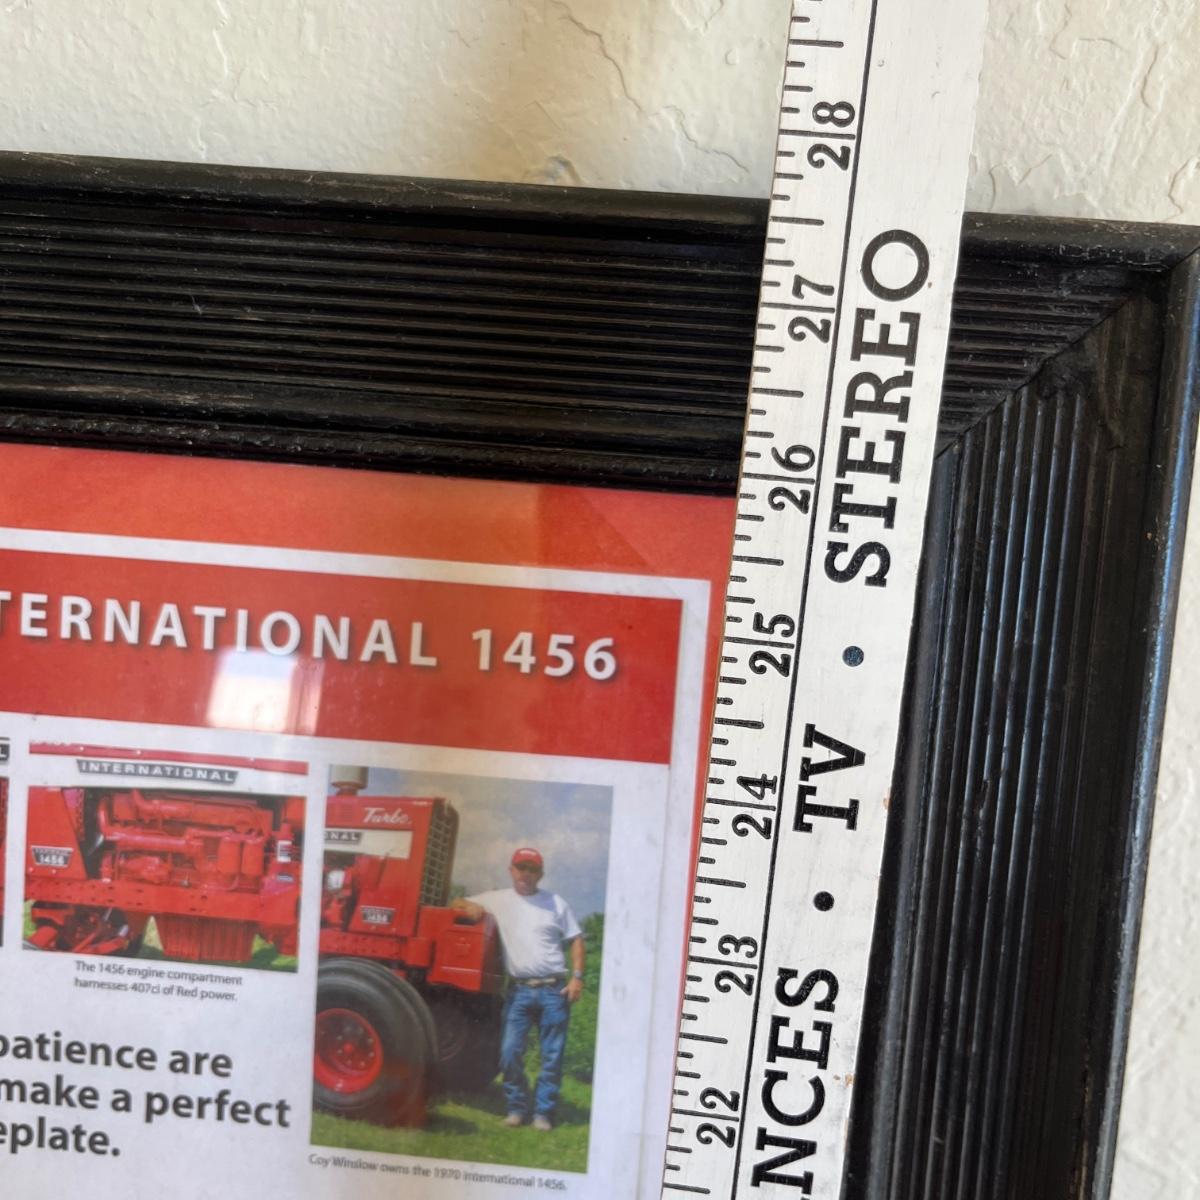 TERNATIONAL 1456
INTERNATIONAL
1456
Turbo
ONAL
1456
The 1456 engine compartment
harnesses 407ci of Red power.
patience are
make a perfect
eplate.
Coy Winslow owns the 1970 International 1456.
28
27
26
25
24
23
22
NCES • TV • STEREO